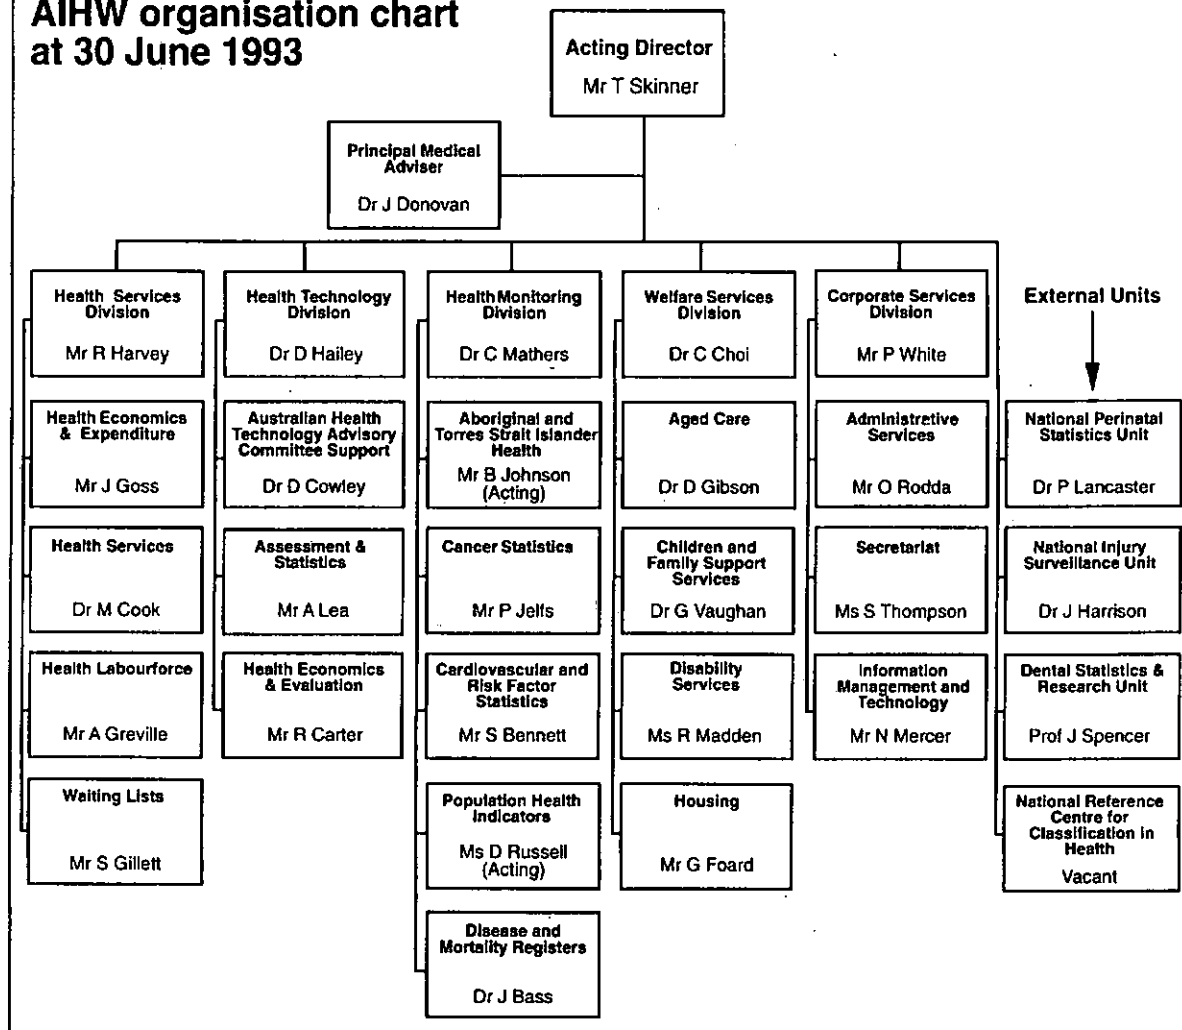 AIHW organisation chart
at 30 June 1993
Acting Director
Mr T Skinner
Principal Medical
Adviser
Dr J Donovan
Health Services
Division
Mr R Harvey
Health Economics
& Expenditure
Mr J Goss
Health Services
Dr M Cook
Health Labourforce
Mr A Greville
Waiting Lists
Mr S Gillett
Health Technology
Division
Dr D Hailey
Australian Health
Technology Advisory
Committee Support
Dr D Cowley
Assessment &
Statistics
Mr A Lea
Health Economics
& Evaluation
Mr R Carter
Health Monitoring
Division
Dr C Mathers
Aboriginal and
Torres Strait Islander
Health
Mr B Johnson
(Acting)
Cancer Statistics
Mr P Jelfs
Cardiovascular and
Risk Factor
Statistics
Mr S Bennett
Population Health
Indicators
Ms D Russell
(Acting)
Disease and
Mortality Registers
Dr J Bass
Welfare Services
Division
Dr C Choi
Aged Care
Dr D Gibson
Children and
Family Support
Services
Dr G Vaughan
Disability
Services
Ms R Madden
Housing
Mr G Foard
Corporate Services
Division
Mr P White
Administrative
Services
Mr O Rodda
Secretariat
Ms S Thompson
Information
Management and
Technology
Mr N Mercer
External Units
National Perinatal
Statistics Unit
Dr P Lancaster
National Injury
Surveillance Unit
Dr J Harrison
Dental Statistics &
Research Unit
Prof J Spencer
National Reference
Centre for
Classification in
Health
Vacant